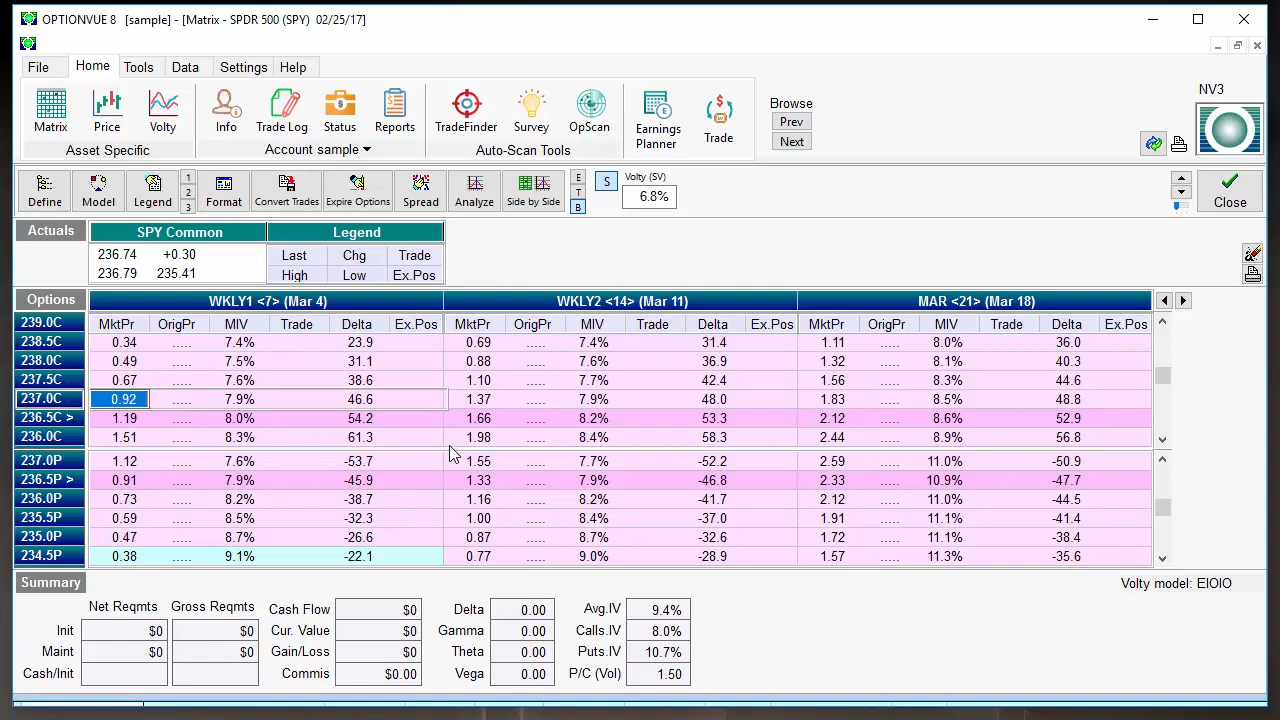 OPTIONVUE 8 [sample] - [Matrix - SPDR 500 (SPY) 02/25/17]
File Home Tools Data Settings Help
Matrix Price Volty Info Trade Log Status Reports TradeFinder Survey OpScan Earnings Planner Trade
Asset Specific Account sample Auto-Scan Tools
Browse
Prev
Next
NV3
Define Model Legend 1 2 3 Format Convert Trades Expire Options Spread Analyze Side by Side E T B S Volty (SV) 6.8% Close
Actuals SPY Common Legend
236.74 +0.30 Last Chg Trade
236.79 235.41 High Low Ex.Pos
Options WKLY1 <7> (Mar 4) WKLY2 <14> (Mar 11) MAR <21> (Mar 18)
239.0C MktPr OrigPr MIV Trade Delta Ex.Pos MktPr OrigPr MIV Trade Delta Ex.Pos MktPr OrigPr MIV Trade Delta Ex.Pos
238.5C 0.34 ..... 7.4% 23.9 0.69 ..... 7.4% 31.4 1.11 ..... 8.0% 36.0
238.0C 0.49 ..... 7.5% 31.1 0.88 ..... 7.6% 36.9 1.32 ..... 8.1% 40.3
237.5C 0.67 ..... 7.6% 38.6 1.10 ..... 7.7% 42.4 1.56 ..... 8.3% 44.6
237.0C 0.92 ..... 7.9% 46.6 1.37 ..... 7.9% 48.0 1.83 ..... 8.5% 48.8
236.5C > 1.19 ..... 8.0% 54.2 1.66 ..... 8.2% 53.3 2.12 ..... 8.6% 52.9
236.0C 1.51 ..... 8.3% 61.3 1.98 ..... 8.4% 58.3 2.44 ..... 8.9% 56.8
237.0P 1.12 ..... 7.6% -53.7 1.55 ..... 7.7% -52.2 2.59 ..... 11.0% -50.9
236.5P > 0.91 ..... 7.9% -45.9 1.33 ..... 7.9% -46.8 2.33 ..... 10.9% -47.7
236.0P 0.73 ..... 8.2% -38.7 1.16 ..... 8.2% -41.7 2.12 ..... 11.0% -44.5
235.5P 0.59 ..... 8.5% -32.3 1.00 ..... 8.4% -37.0 1.91 ..... 11.1% -41.4
235.0P 0.47 ..... 8.7% -26.6 0.87 ..... 8.7% -32.6 1.72 ..... 11.1% -38.4
234.5P 0.38 ..... 9.1% -22.1 0.77 ..... 9.0% -28.9 1.57 ..... 11.3% -35.6
Summary Volty model: EIOIO
Net Reqmts Gross Reqmts Cash Flow $0 Delta 0.00 Avg.IV 9.4%
Init $0 $0 Cur. Value $0 Gamma 0.00 Calls.IV 8.0%
Maint $0 $0 Gain/Loss $0 Theta 0.00 Puts.IV 10.7%
Cash/Init Commis $0.00 Vega 0.00 P/C (Vol) 1.50